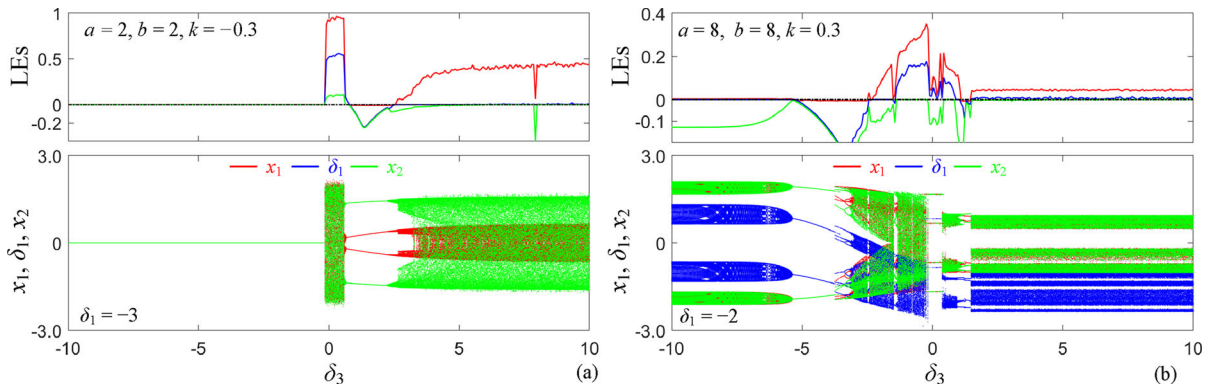 LEs
1
0.5
0
-0.2
a = 2, b = 2, k = −0.3
x₁, δ₁, x₂
3.0
0
-3.0
x₁ δ₁ x₂
δ₁ = −3
-10 -5 0 5 10
δ₃
(a)
LEs
0.4
0.2
0
-0.1
a = 8, b = 8, k = 0.3
x₁, δ₁, x₂
3.0
0
-3.0
x₁ δ₁ x₂
δ₁ = −2
-10 -5 0 5 10
δ₃
(b)